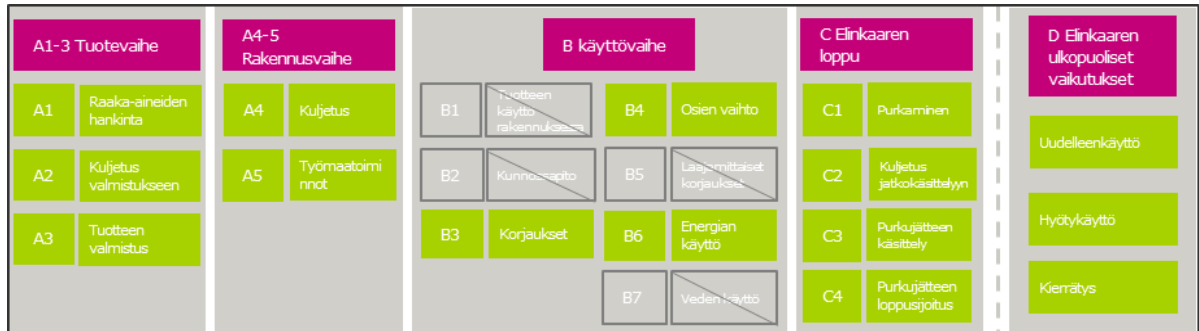 A1-3 Tuotevaihe
A1
Raaka-aineiden
hankinta
A2
Kuljetus
valmistukseen
A3
Tuotteen
valmistus
A4-5
Rakennusvaihe
A4
Kuljetus
A5
Työmaatoimi
nnot
B käyttövaihe
B1
Tuotteen
käyttö
rakennuksessa
B2
Kunnossapito
B3
Korjaukset
B4
Osien vaihto
B5
Laajamittaiset
korjaukset
B6
Energian
käyttö
B7
Veden käyttö
C Elinkaaren
loppu
C1
Purkaminen
C2
Kuljetus
jatkokäsittelyyn
C3
Purkujätteen
käsittely
C4
Purkujätteen
loppusijoitus
D Elinkaaren
ulkopuoliset
vaikutukset
Uudelleenkäyttö
Hyötykäyttö
Kierrätys